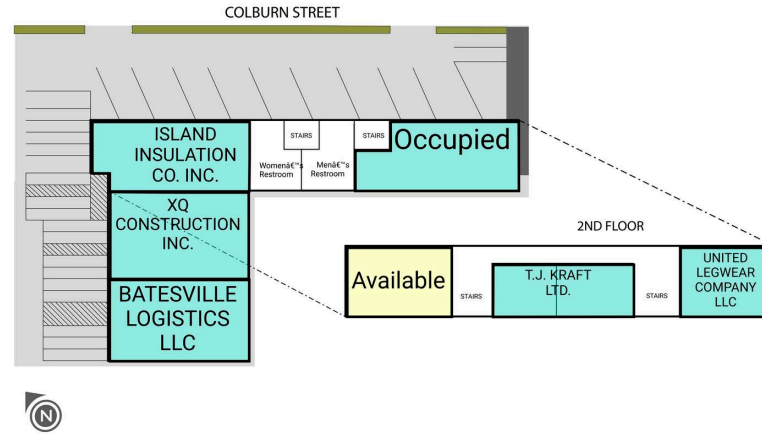 COLBURN STREET
ISLAND
INSULATION
CO. INC.
STAIRS
Womenâ€™s
Restroom
Menâ€™s
Restroom
STAIRS
Occupied
XQ
CONSTRUCTION
INC.
BATESVILLE
LOGISTICS
LLC
2ND FLOOR
Available
STAIRS
T.J. KRAFT
LTD.
STAIRS
UNITED
LEGWEAR
COMPANY
LLC
N